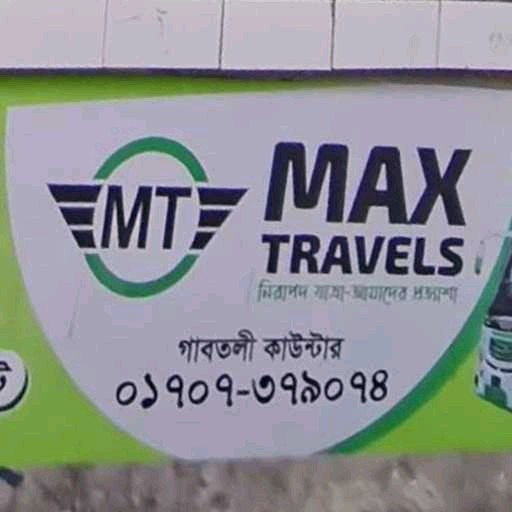 MT
MAX
TRAVELS
নিরাপদ যাত্রা-আমাদের প্রত্যাশা
গাবতলী কাউন্টার
০১৭০৭-৩৭৯০৭৪